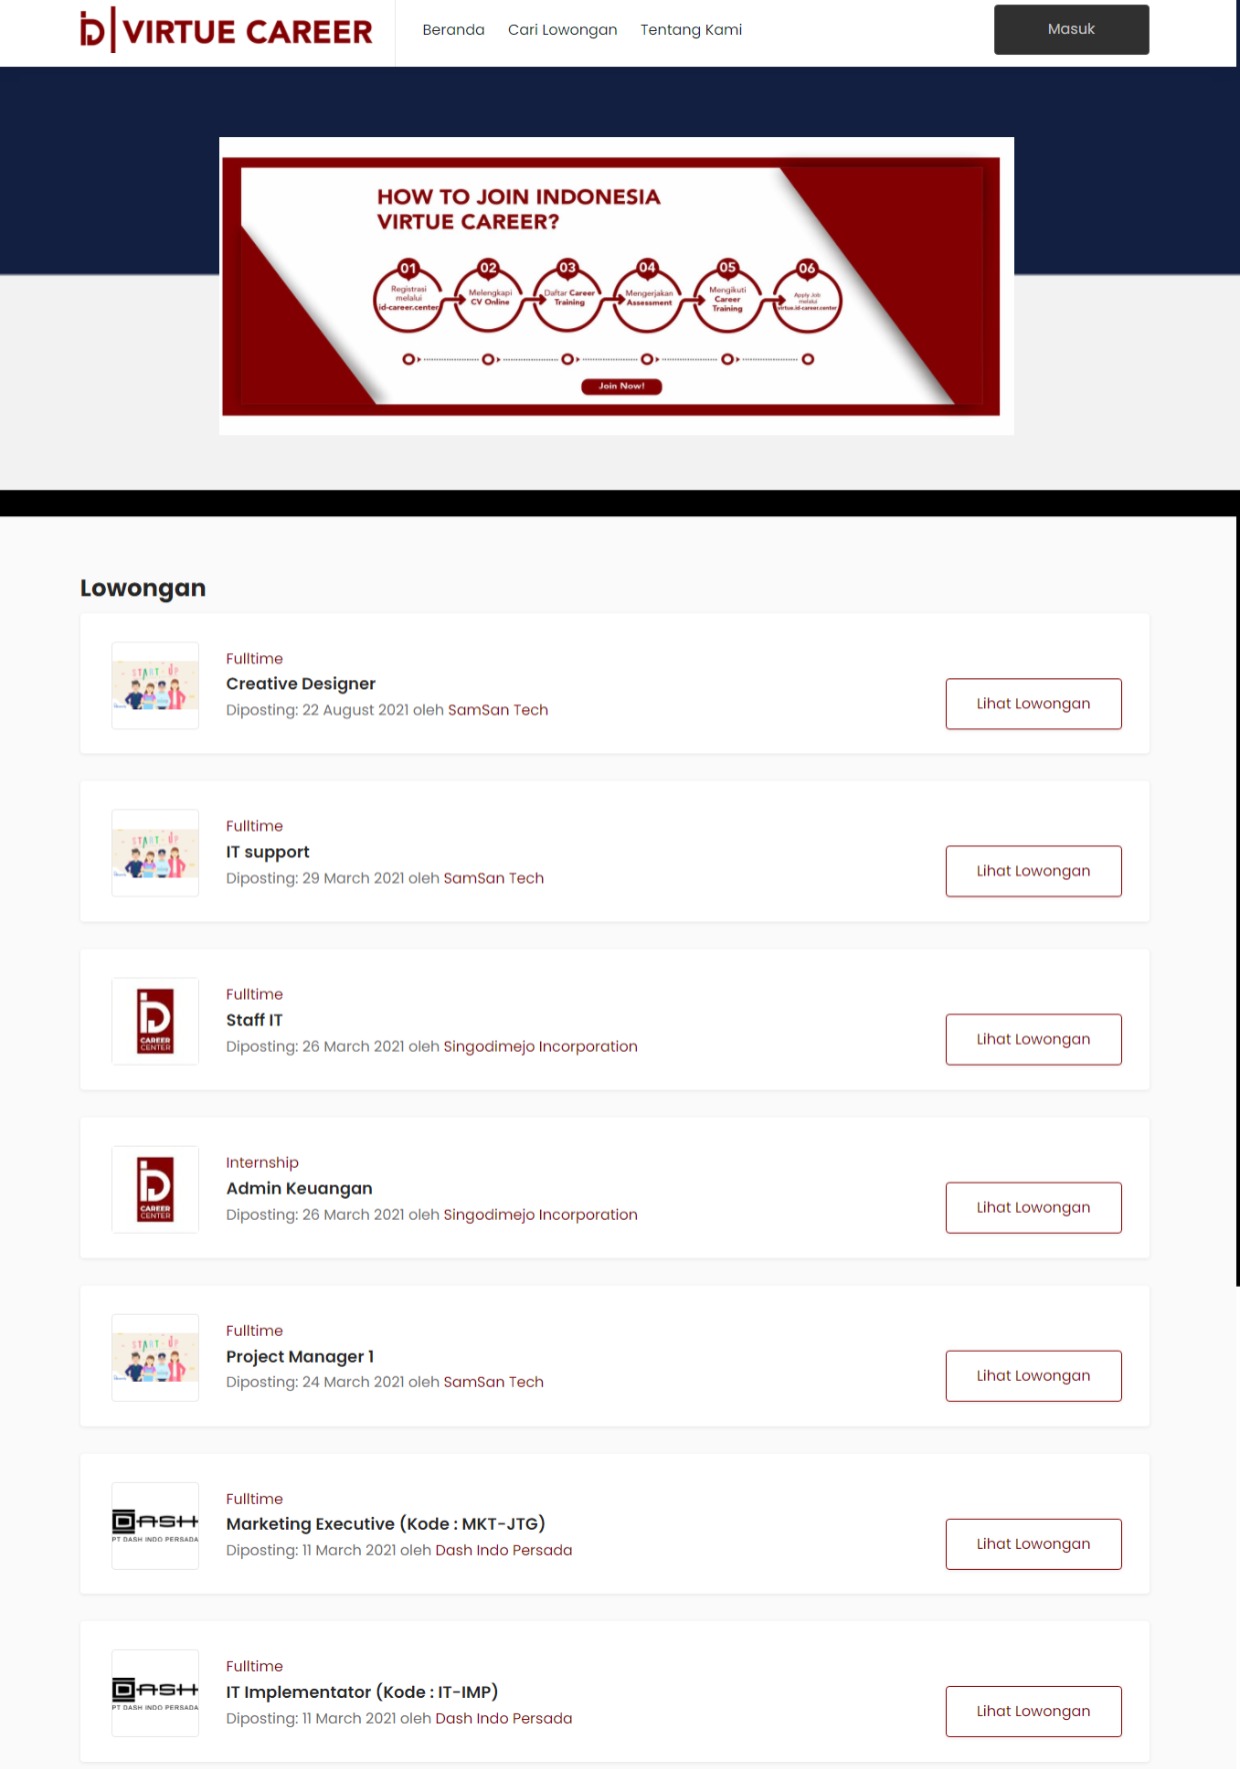 iD | VIRTUE CAREER
Beranda Cari Lowongan Tentang Kami
Masuk
HOW TO JOIN INDONESIA
VIRTUE CAREER?
01 02 03 04 05 06
Registrasi
melalui
id-career.center
Melengkapi
CV Online
Daftar Career
Training
Mengerjakan
Assessment
Mengikuti
Career
Training
Apply Job
melalui
virtue.id-career.center
Join Now!
Lowongan
START-UP
Fulltime
Creative Designer
Diposting: 22 August 2021 oleh SamSan Tech
Lihat Lowongan
START-UP
Fulltime
IT support
Diposting: 29 March 2021 oleh SamSan Tech
Lihat Lowongan
iD
CAREER
CENTER
Fulltime
Staff IT
Diposting: 26 March 2021 oleh Singodimejo Incorporation
Lihat Lowongan
iD
CAREER
CENTER
Internship
Admin Keuangan
Diposting: 26 March 2021 oleh Singodimejo Incorporation
Lihat Lowongan
START-UP
Fulltime
Project Manager 1
Diposting: 24 March 2021 oleh SamSan Tech
Lihat Lowongan
DASH
PT DASH INDO PERSADA
Fulltime
Marketing Executive (Kode : MKT-JTG)
Diposting: 11 March 2021 oleh Dash Indo Persada
Lihat Lowongan
DASH
PT DASH INDO PERSADA
Fulltime
IT Implementator (Kode : IT-IMP)
Diposting: 11 March 2021 oleh Dash Indo Persada
Lihat Lowongan